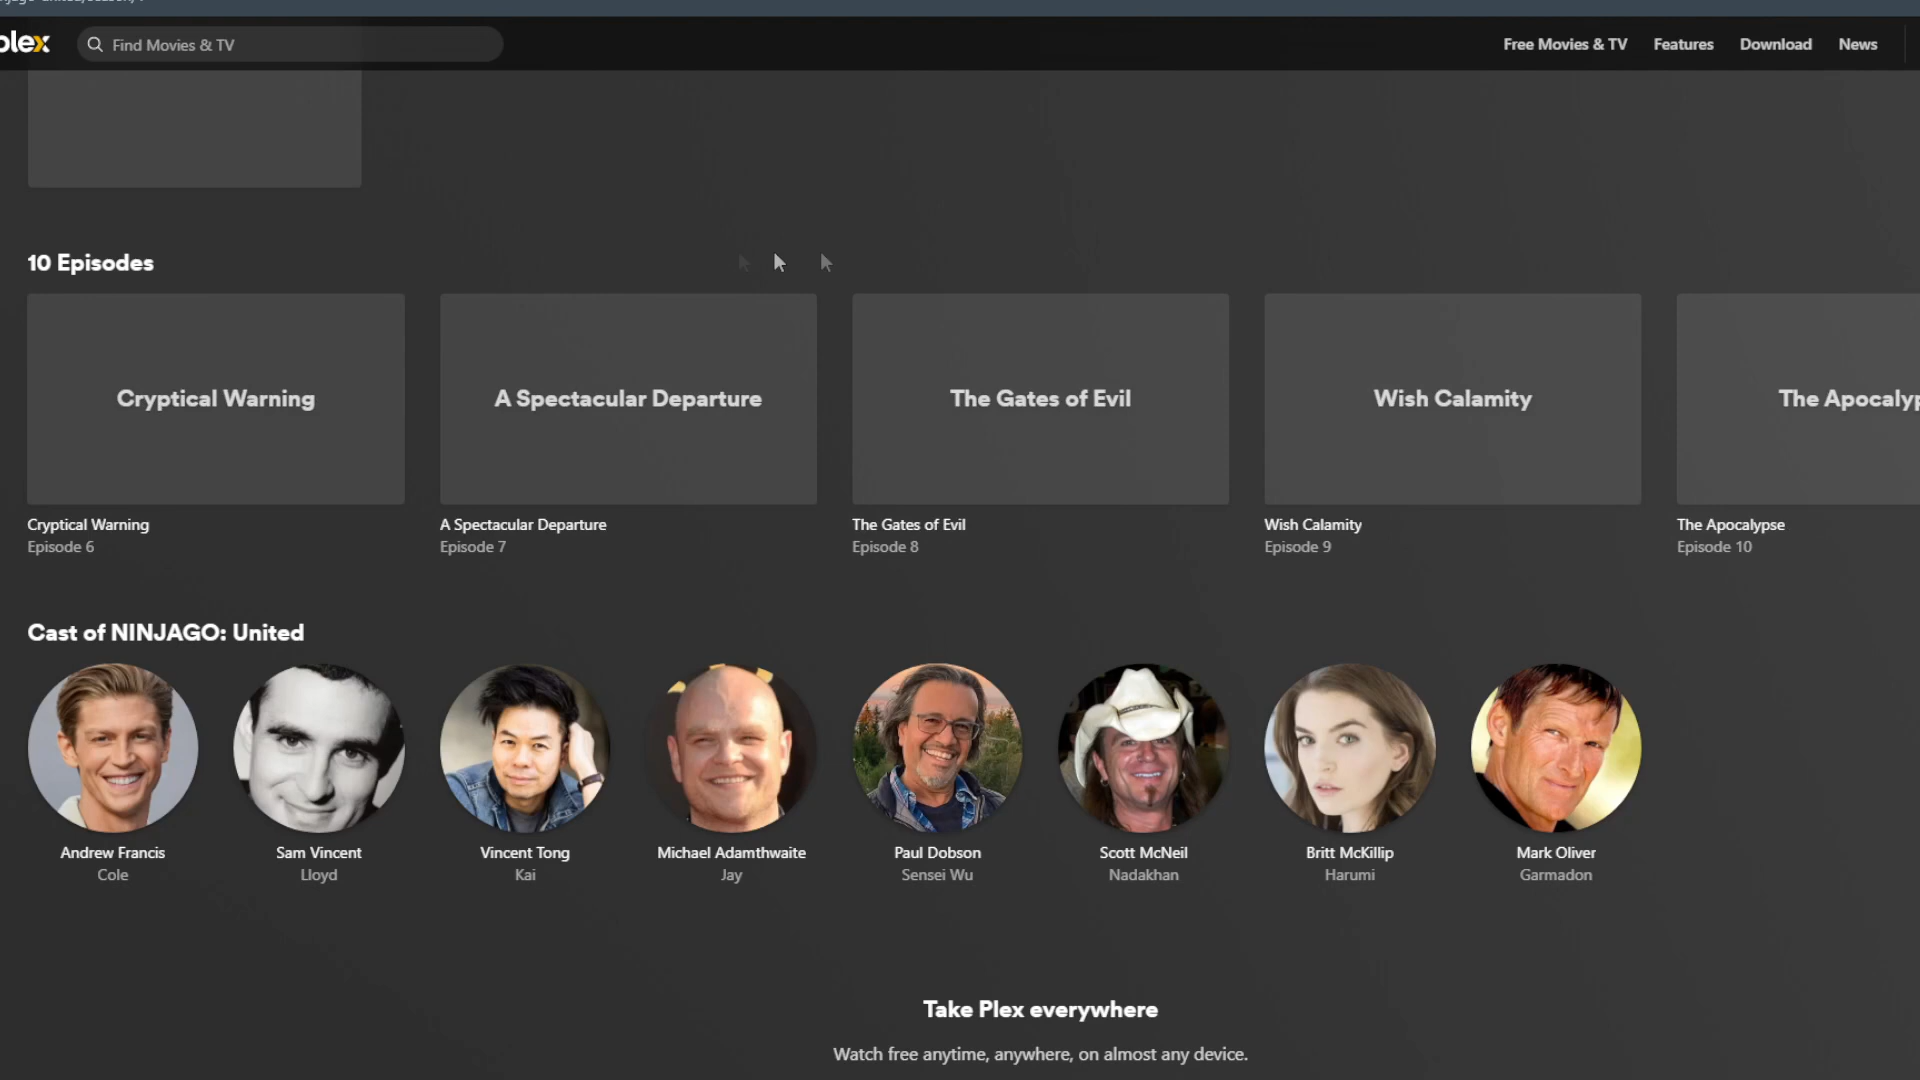 plex
Find Movies & TV
Free Movies & TV
Features
Download
News
10 Episodes
Cryptical Warning
A Spectacular Departure
The Gates of Evil
Wish Calamity
The Apocalyp
Cryptical Warning
Episode 6
A Spectacular Departure
Episode 7
The Gates of Evil
Episode 8
Wish Calamity
Episode 9
The Apocalypse
Episode 10
Cast of NINJAGO: United
Andrew Francis
Cole
Sam Vincent
Lloyd
Vincent Tong
Kai
Michael Adamthwaite
Jay
Paul Dobson
Sensei Wu
Scott McNeil
Nadakhan
Britt McKillip
Harumi
Mark Oliver
Garmadon
Take Plex everywhere
Watch free anytime, anywhere, on almost any device.